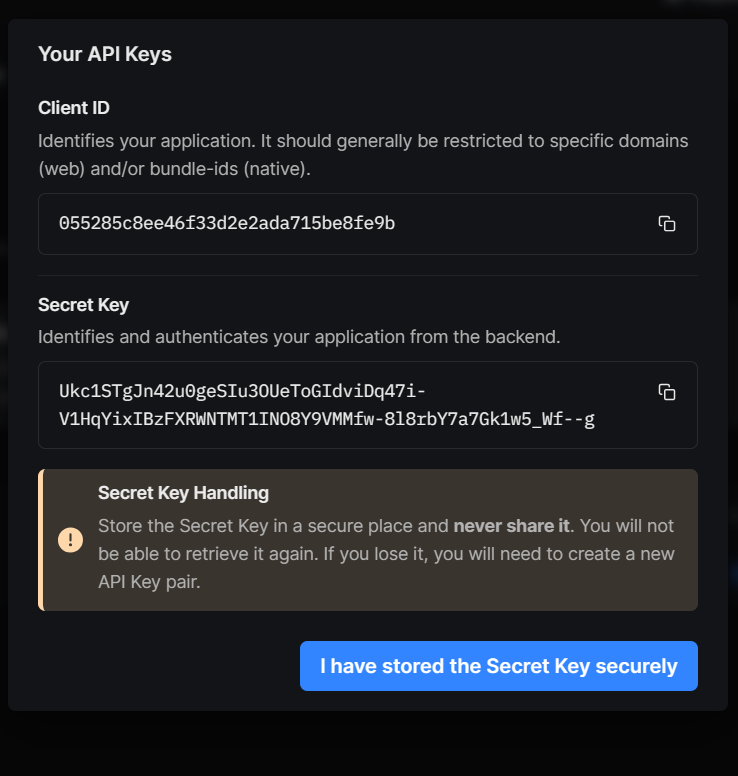 Your API Keys
Client ID
Identifies your application. It should generally be restricted to specific domains
(web) and/or bundle-ids (native).
055285c8ee46f33d2e2ada715be8fe9b
Secret Key
Identifies and authenticates your application from the backend.
Ukc1STgJn42u0geSIu3OUeToGIdviDq47i-
V1HqYixIBzFXRWNTMT1INO8Y9VMMfw-8l8rbY7a7Gk1w5_Wf--g
Secret Key Handling
Store the Secret Key in a secure place and never share it. You will not
be able to retrieve it again. If you lose it, you will need to create a new
API Key pair.
I have stored the Secret Key securely